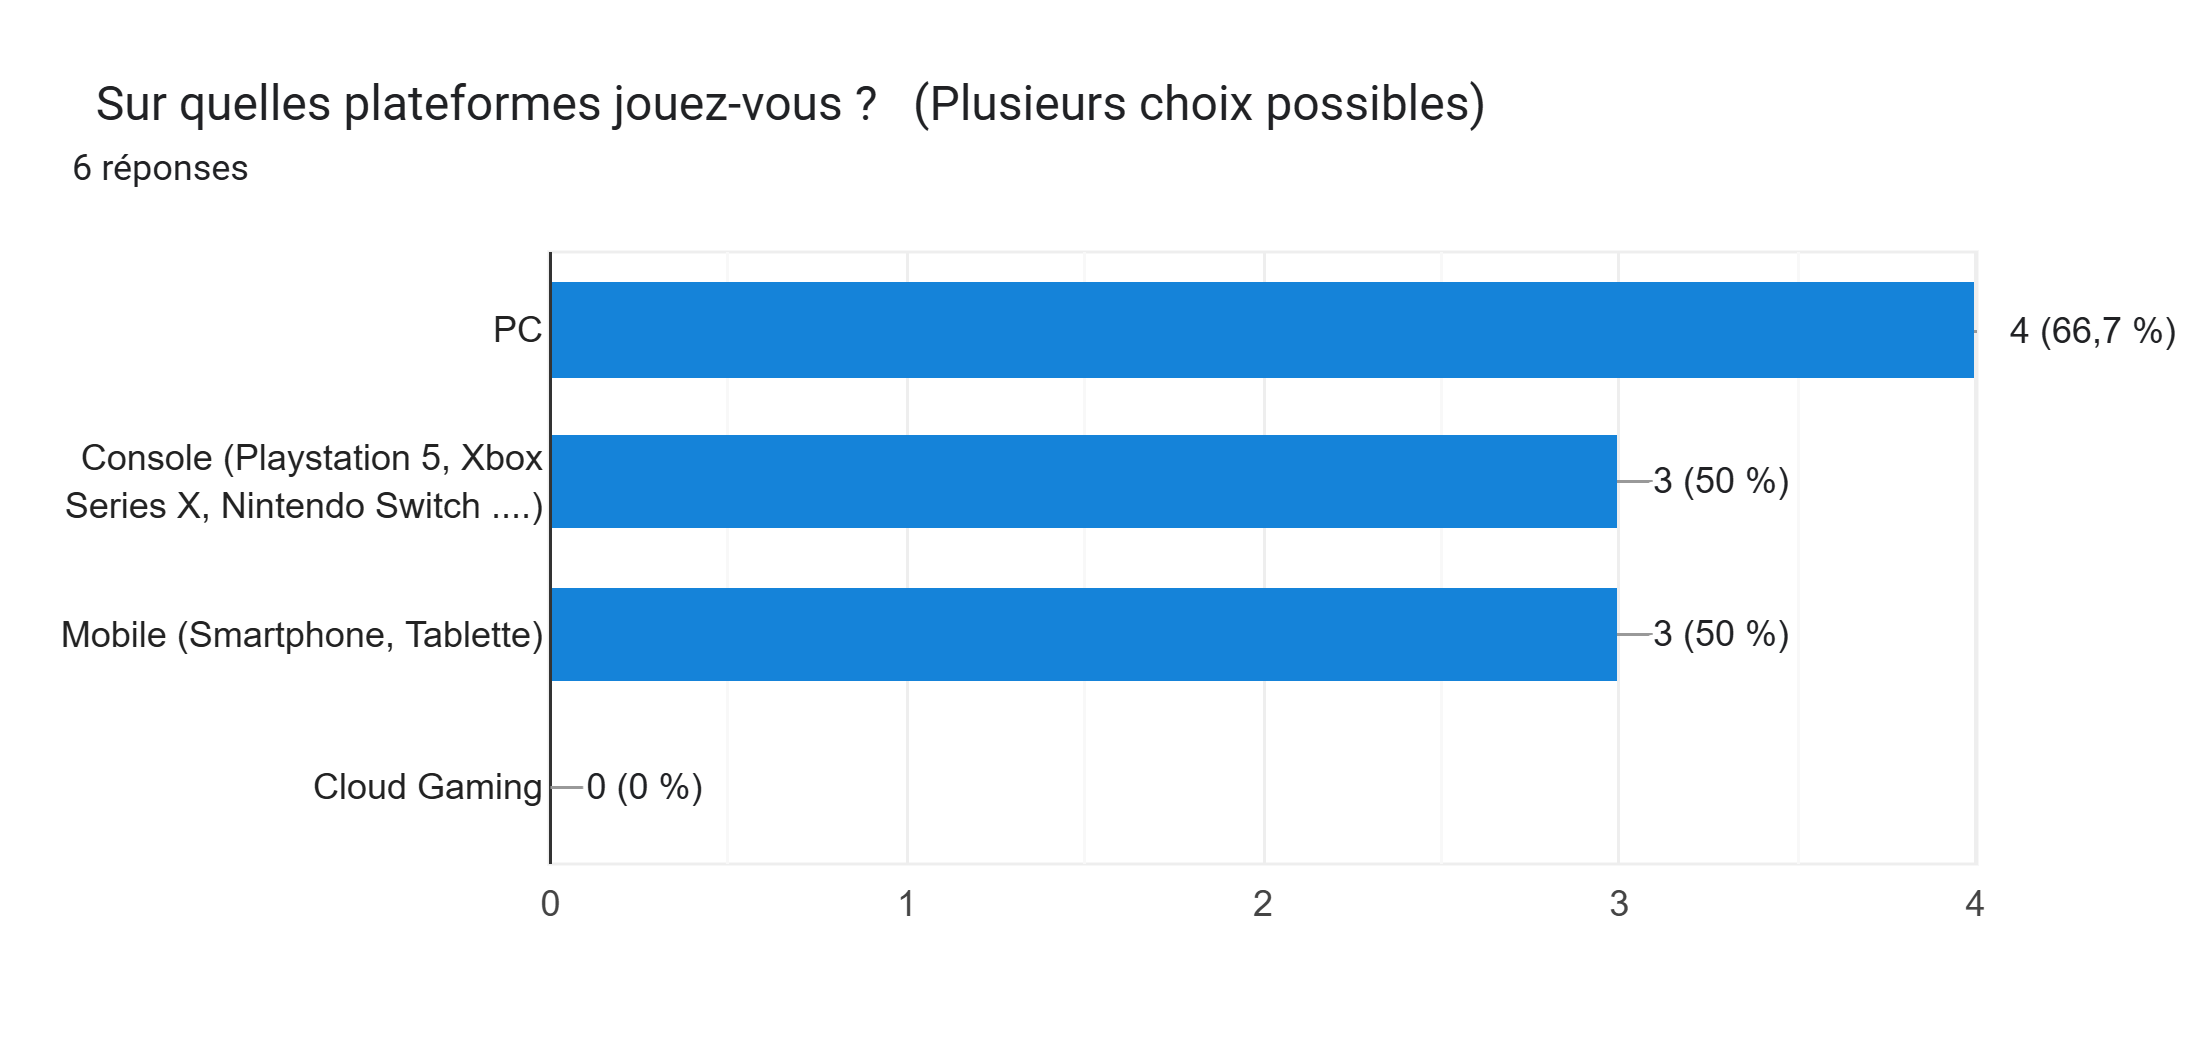 Sur quelles plateformes jouez-vous ?   (Plusieurs choix possibles)
6 réponses
PC
4 (66,7 %)
Console (Playstation 5, Xbox
Series X, Nintendo Switch ....)
3 (50 %)
Mobile (Smartphone, Tablette)
3 (50 %)
Cloud Gaming
0 (0 %)
0 1 2 3 4